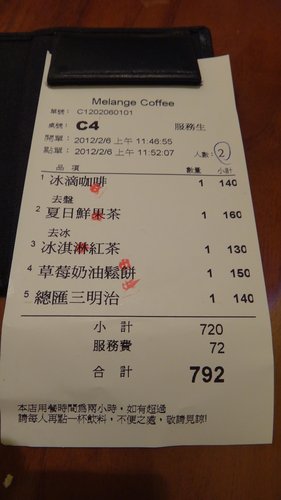 Melange Coffee
單號: C1202060101
桌號: C4 服務生
開單: 2012/2/6 上午 11:46:55
點單: 2012/2/6 上午 11:52:07 人數: 2
品 項 數量 小 計
1 冰滴咖啡 1 140
去盤
2 夏日鮮果茶 1 160
去冰
3 冰淇淋紅茶 1 130
4 草莓奶油鬆餅 1 150
5 總匯三明治 1 140
小 計 720
服務費 72
合 計 792
本店用餐時間為兩小時, 如有超過
請每人再點一杯飲料, 不便之處, 敬請見諒!